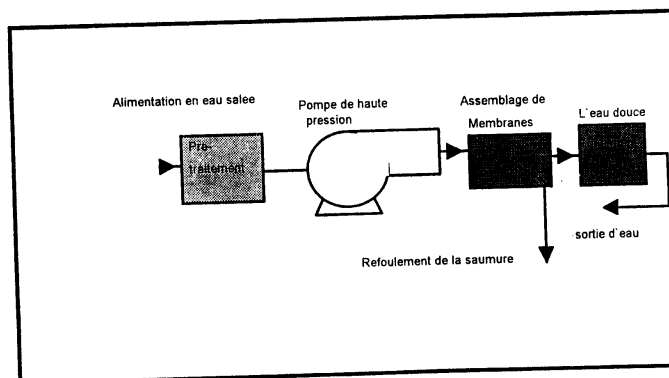 Alimentation en eau salee
Pompe de haute
pression
Assemblage de
Membranes
L'eau douce
Pre-
traitement
sortie d'eau
Refoulement de la saumure